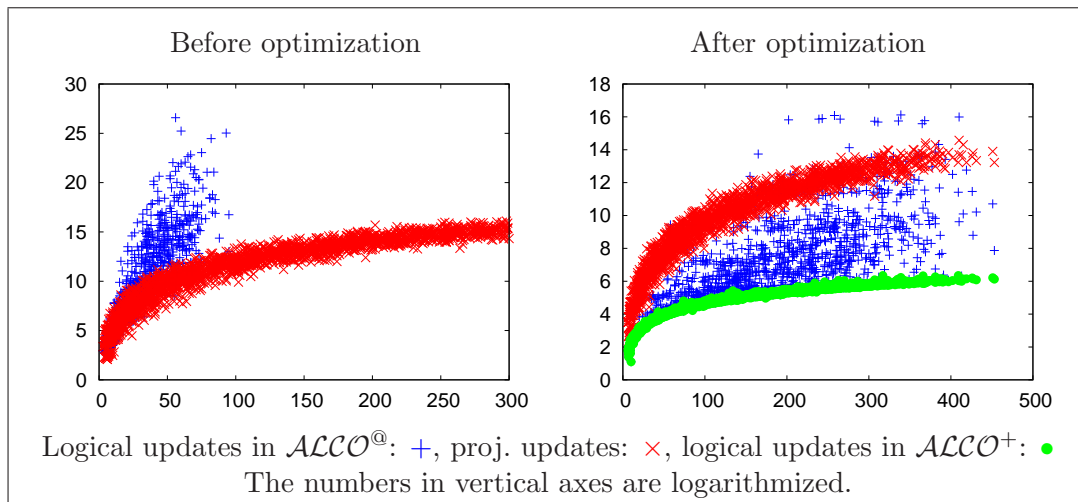 Before optimization
After optimization
30
25
20
15
10
5
0
0 50 100 150 200 250 300
18
16
14
12
10
8
6
4
2
0
0 100 200 300 400 500
Logical updates in ALCO@: +, proj. updates: ×, logical updates in ALCO+: ●
The numbers in vertical axes are logarithmized.